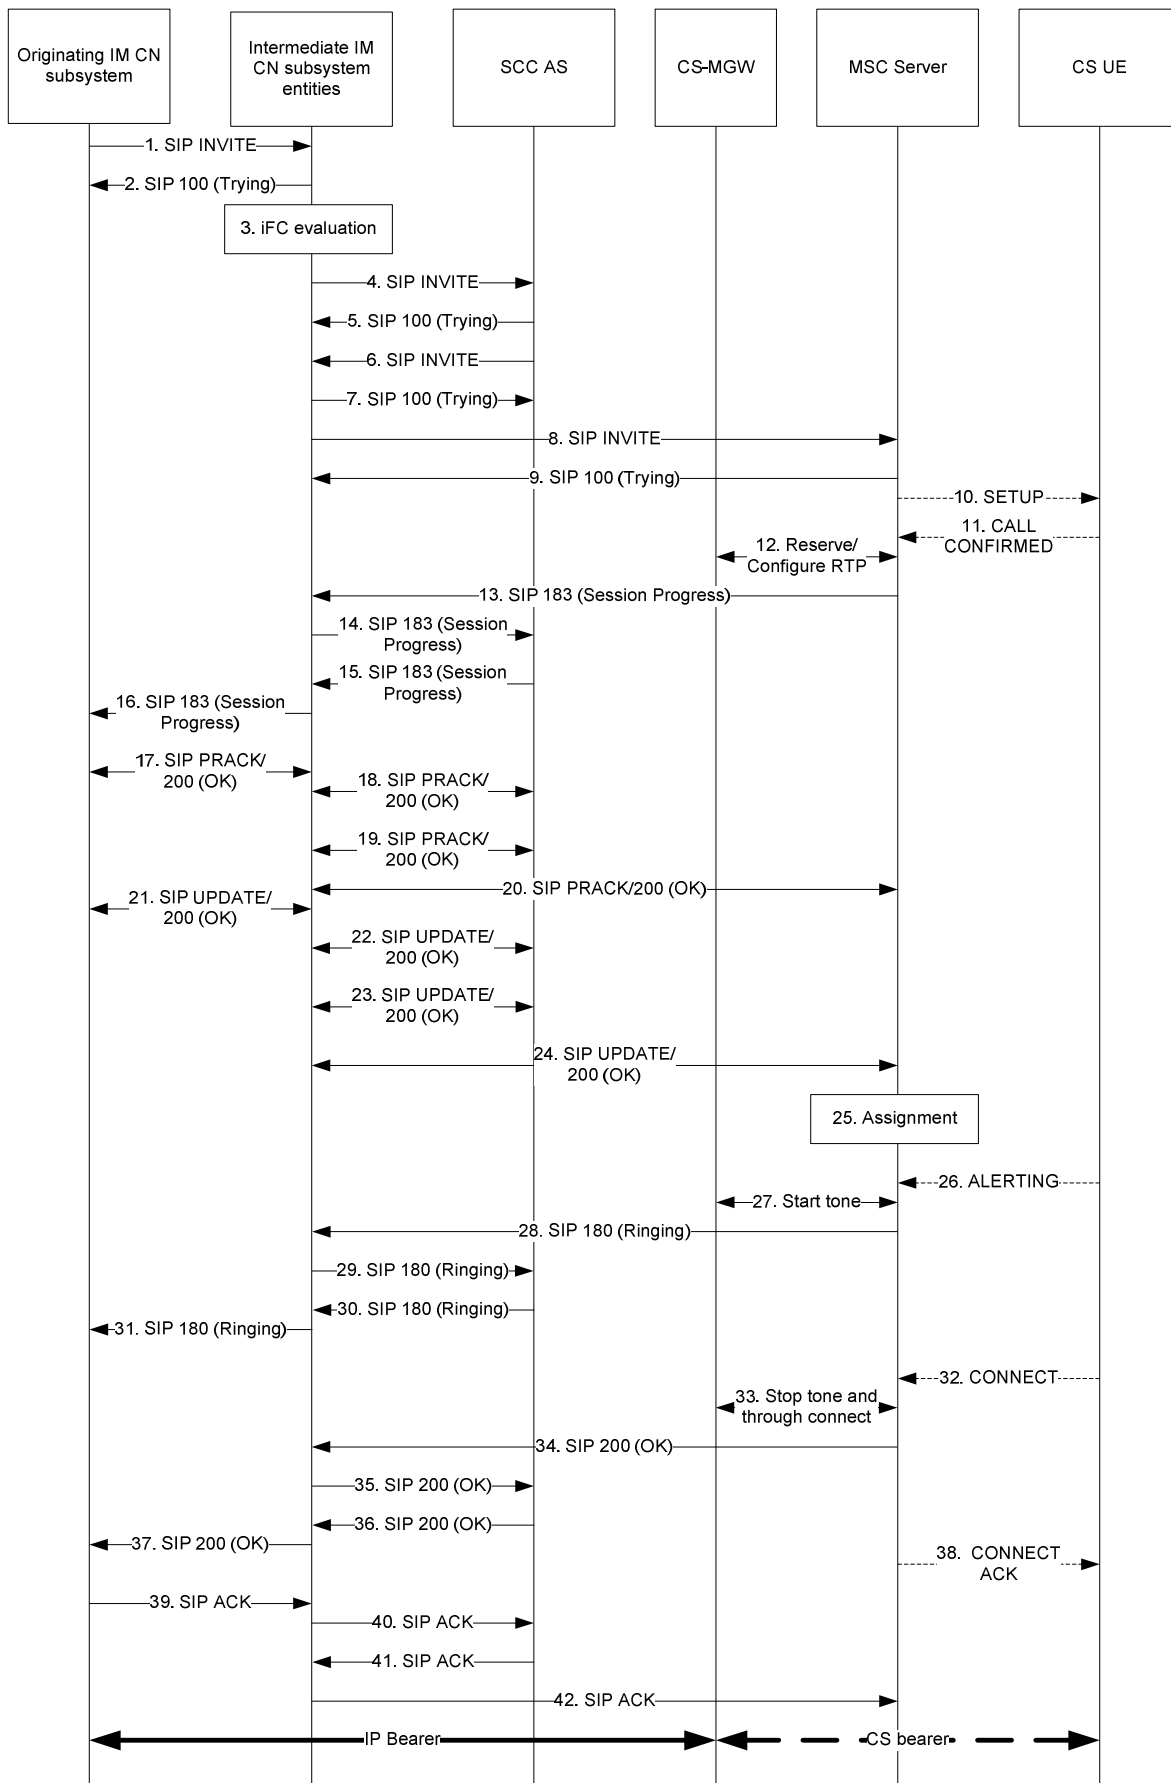 Originating IM CN
subsystem
Intermediate IM
CN subsystem
entities
SCC AS
CS-MGW
MSC Server
CS UE
1. SIP INVITE
2. SIP 100 (Trying)
3. iFC evaluation
4. SIP INVITE
5. SIP 100 (Trying)
6. SIP INVITE
7. SIP 100 (Trying)
8. SIP INVITE
9. SIP 100 (Trying)
10. SETUP
11. CALL
CONFIRMED
12. Reserve/
Configure RTP
13. SIP 183 (Session Progress)
14. SIP 183 (Session
Progress)
15. SIP 183 (Session
Progress)
16. SIP 183 (Session
Progress)
17. SIP PRACK/
200 (OK)
18. SIP PRACK/
200 (OK)
19. SIP PRACK/
200 (OK)
20. SIP PRACK/200 (OK)
21. SIP UPDATE/
200 (OK)
22. SIP UPDATE/
200 (OK)
23. SIP UPDATE/
200 (OK)
24. SIP UPDATE/
200 (OK)
25. Assignment
26. ALERTING
27. Start tone
28. SIP 180 (Ringing)
29. SIP 180 (Ringing)
30. SIP 180 (Ringing)
31. SIP 180 (Ringing)
32. CONNECT
33. Stop tone and
through connect
34. SIP 200 (OK)
35. SIP 200 (OK)
36. SIP 200 (OK)
37. SIP 200 (OK)
38. CONNECT
ACK
39. SIP ACK
40. SIP ACK
41. SIP ACK
42. SIP ACK
IP Bearer
CS bearer